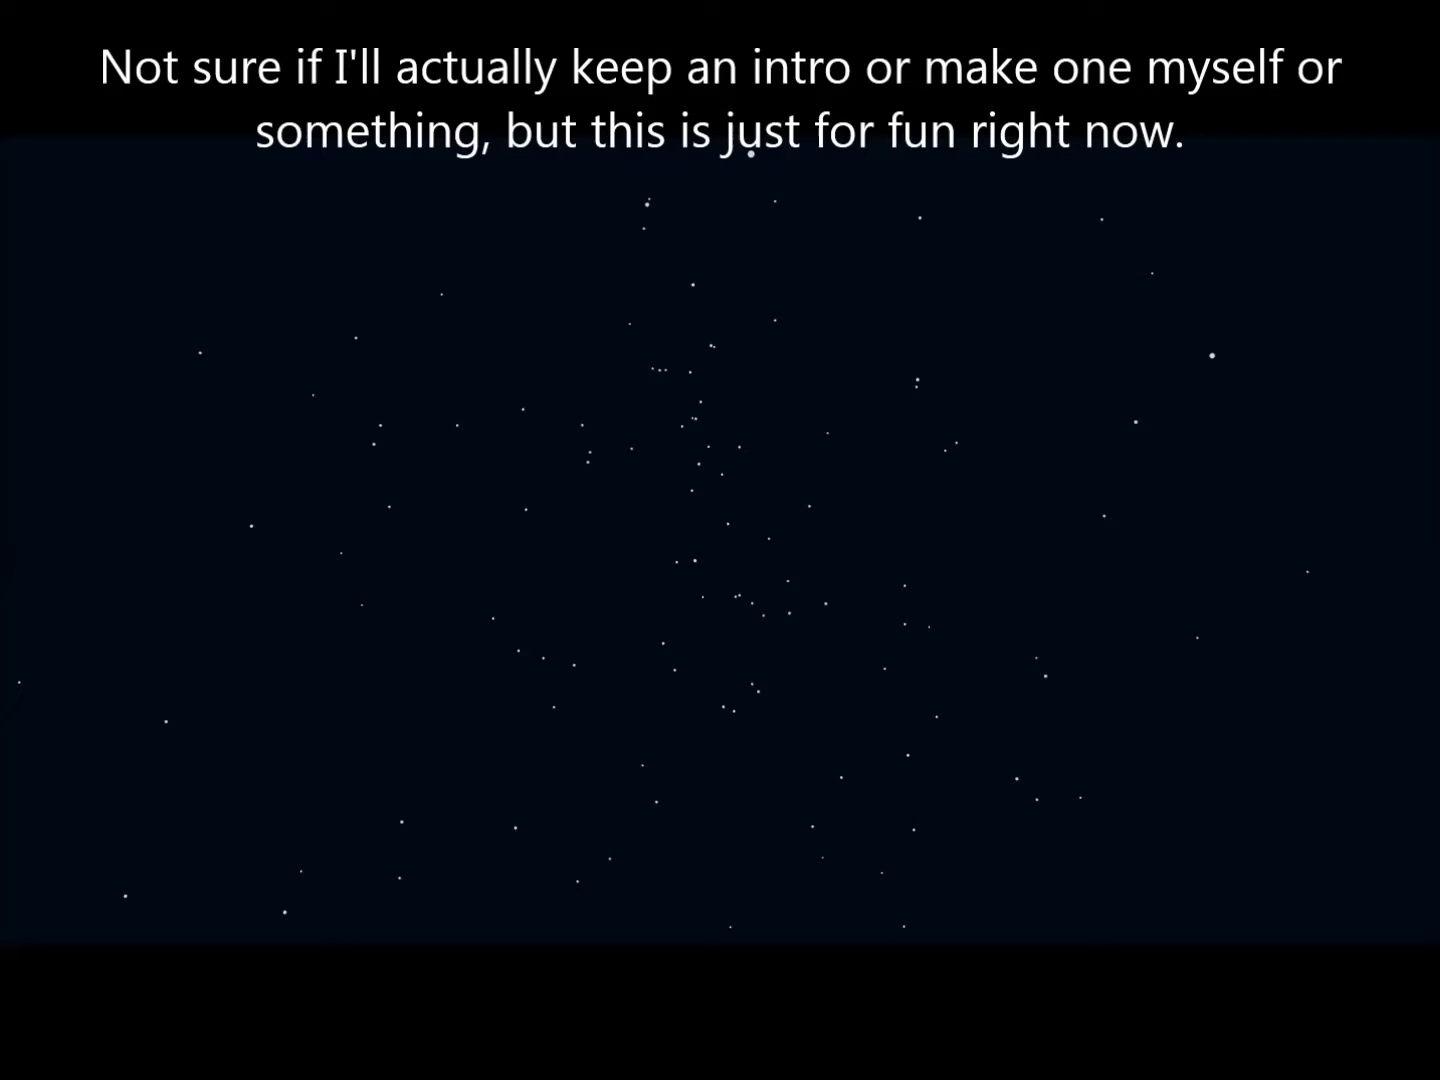 Not sure if I'll actually keep an intro or make one myself or
something, but this is just for fun right now.